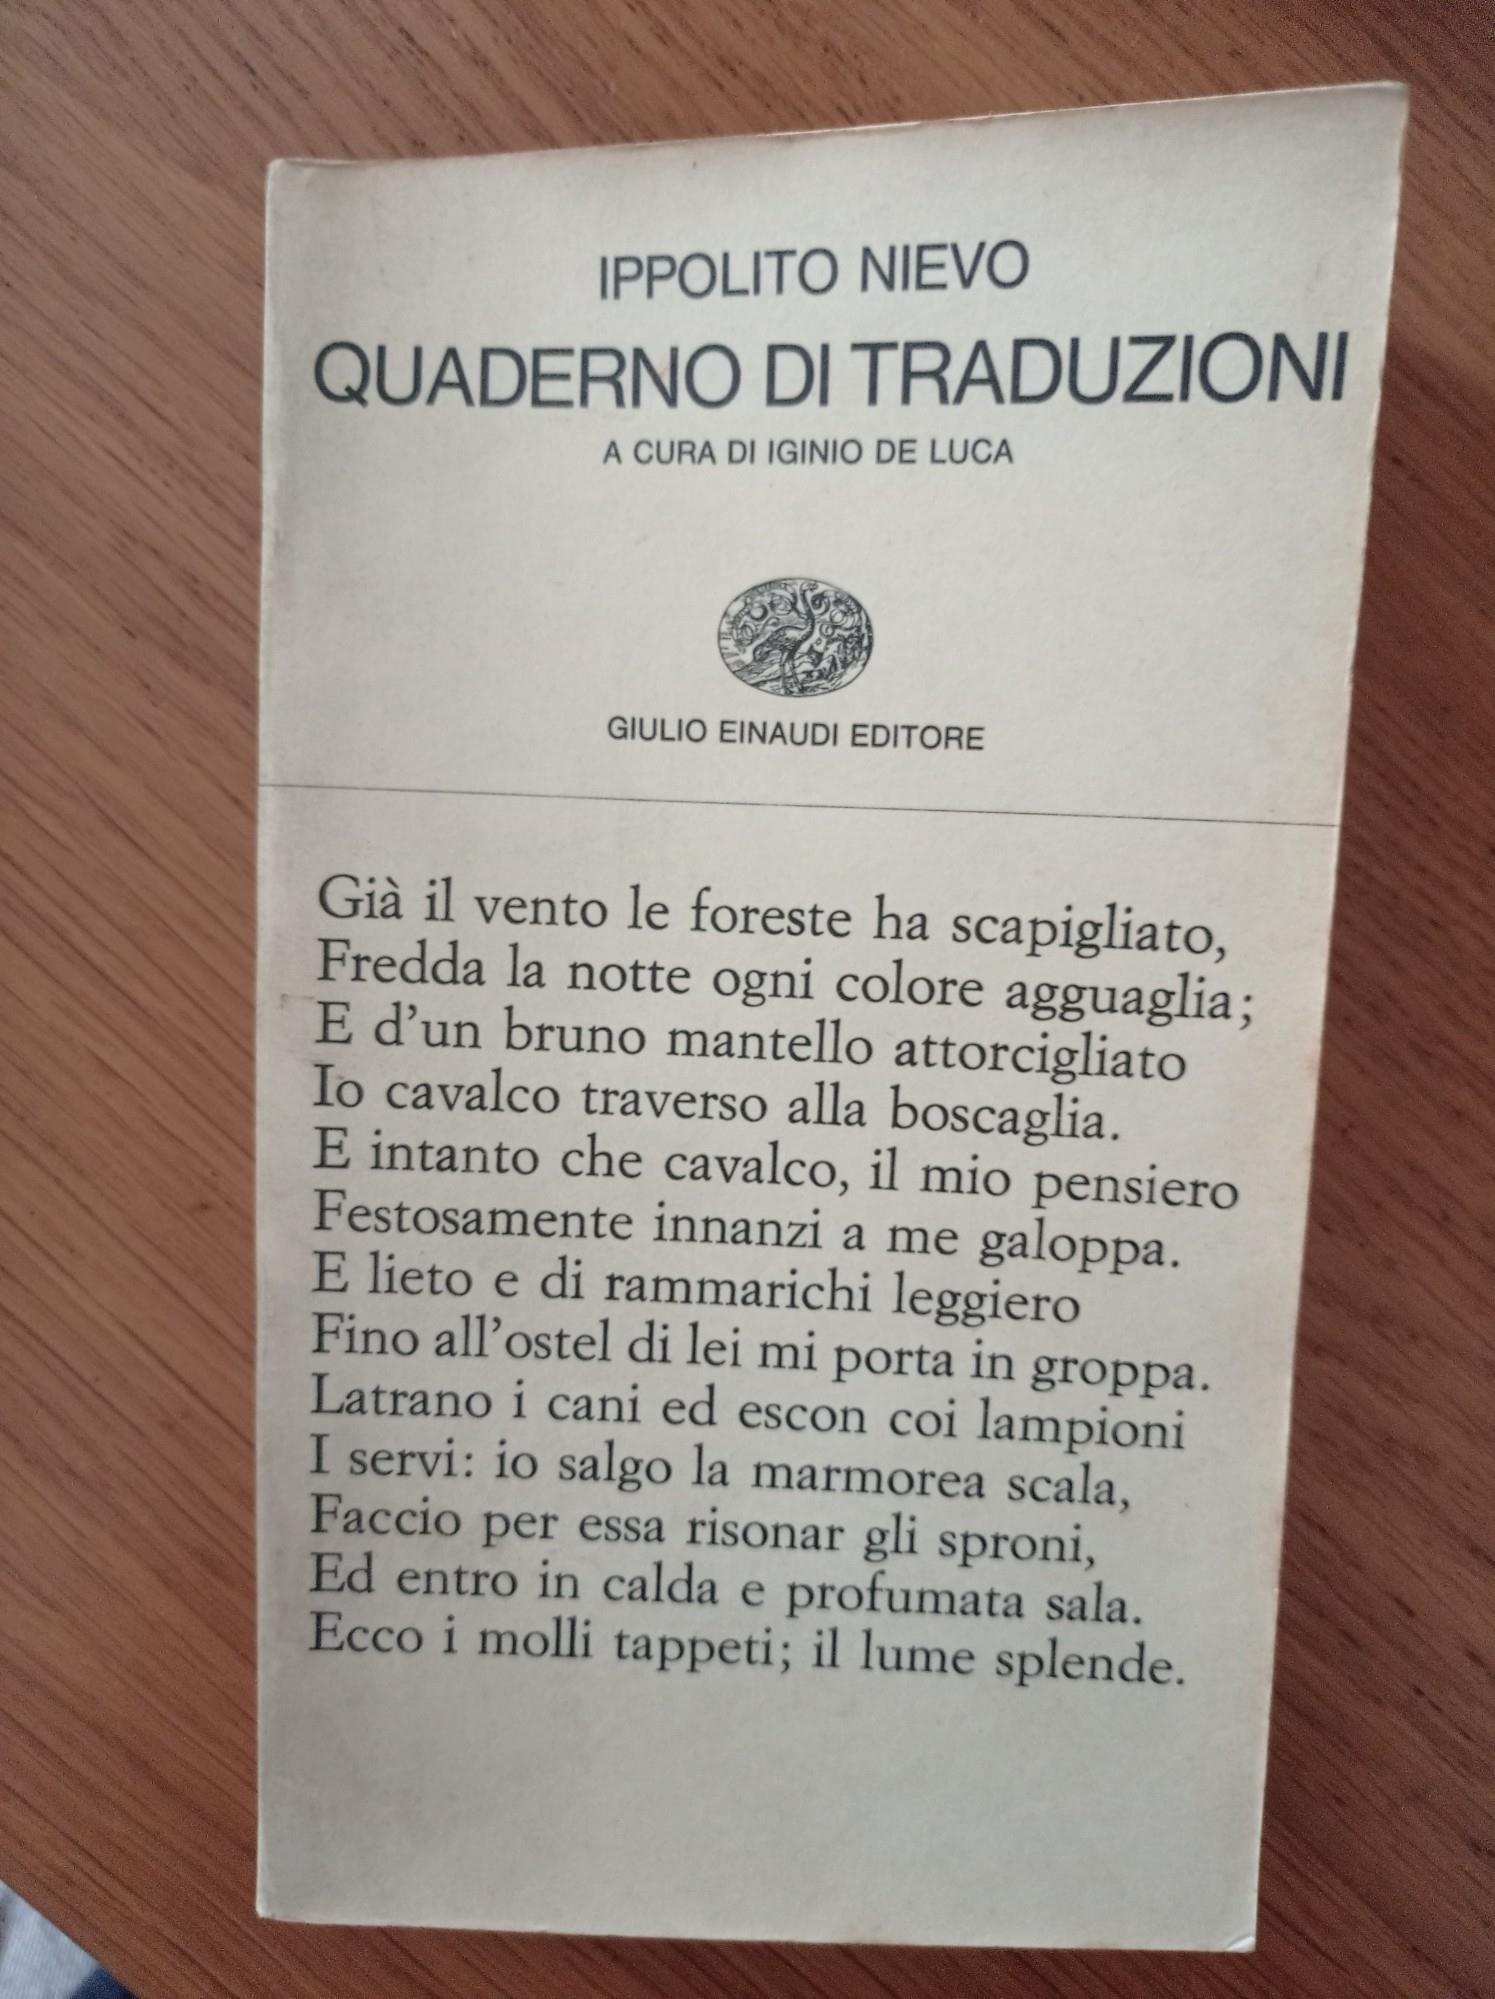 IPPOLITO NIEVO
QUADERNO DI TRADUZIONI
A CURA DI IGINIO DE LUCA
GIULIO EINAUDI EDITORE
Già il vento le foreste ha scapigliato,
Fredda la notte ogni colore agguaglia;
E d'un bruno mantello attorcigliato
Io cavalco traverso alla boscaglia.
E intanto che cavalco, il mio pensiero
Festosamente innanzi a me galoppa.
E lieto e di rammarichi leggiero
Fino all'ostel di lei mi porta in groppa.
Latrano i cani ed escon coi lampioni
I servi: io salgo la marmorea scala,
Faccio per essa risonar gli sproni,
Ed entro in calda e profumata sala.
Ecco i molli tappeti; il lume splende.